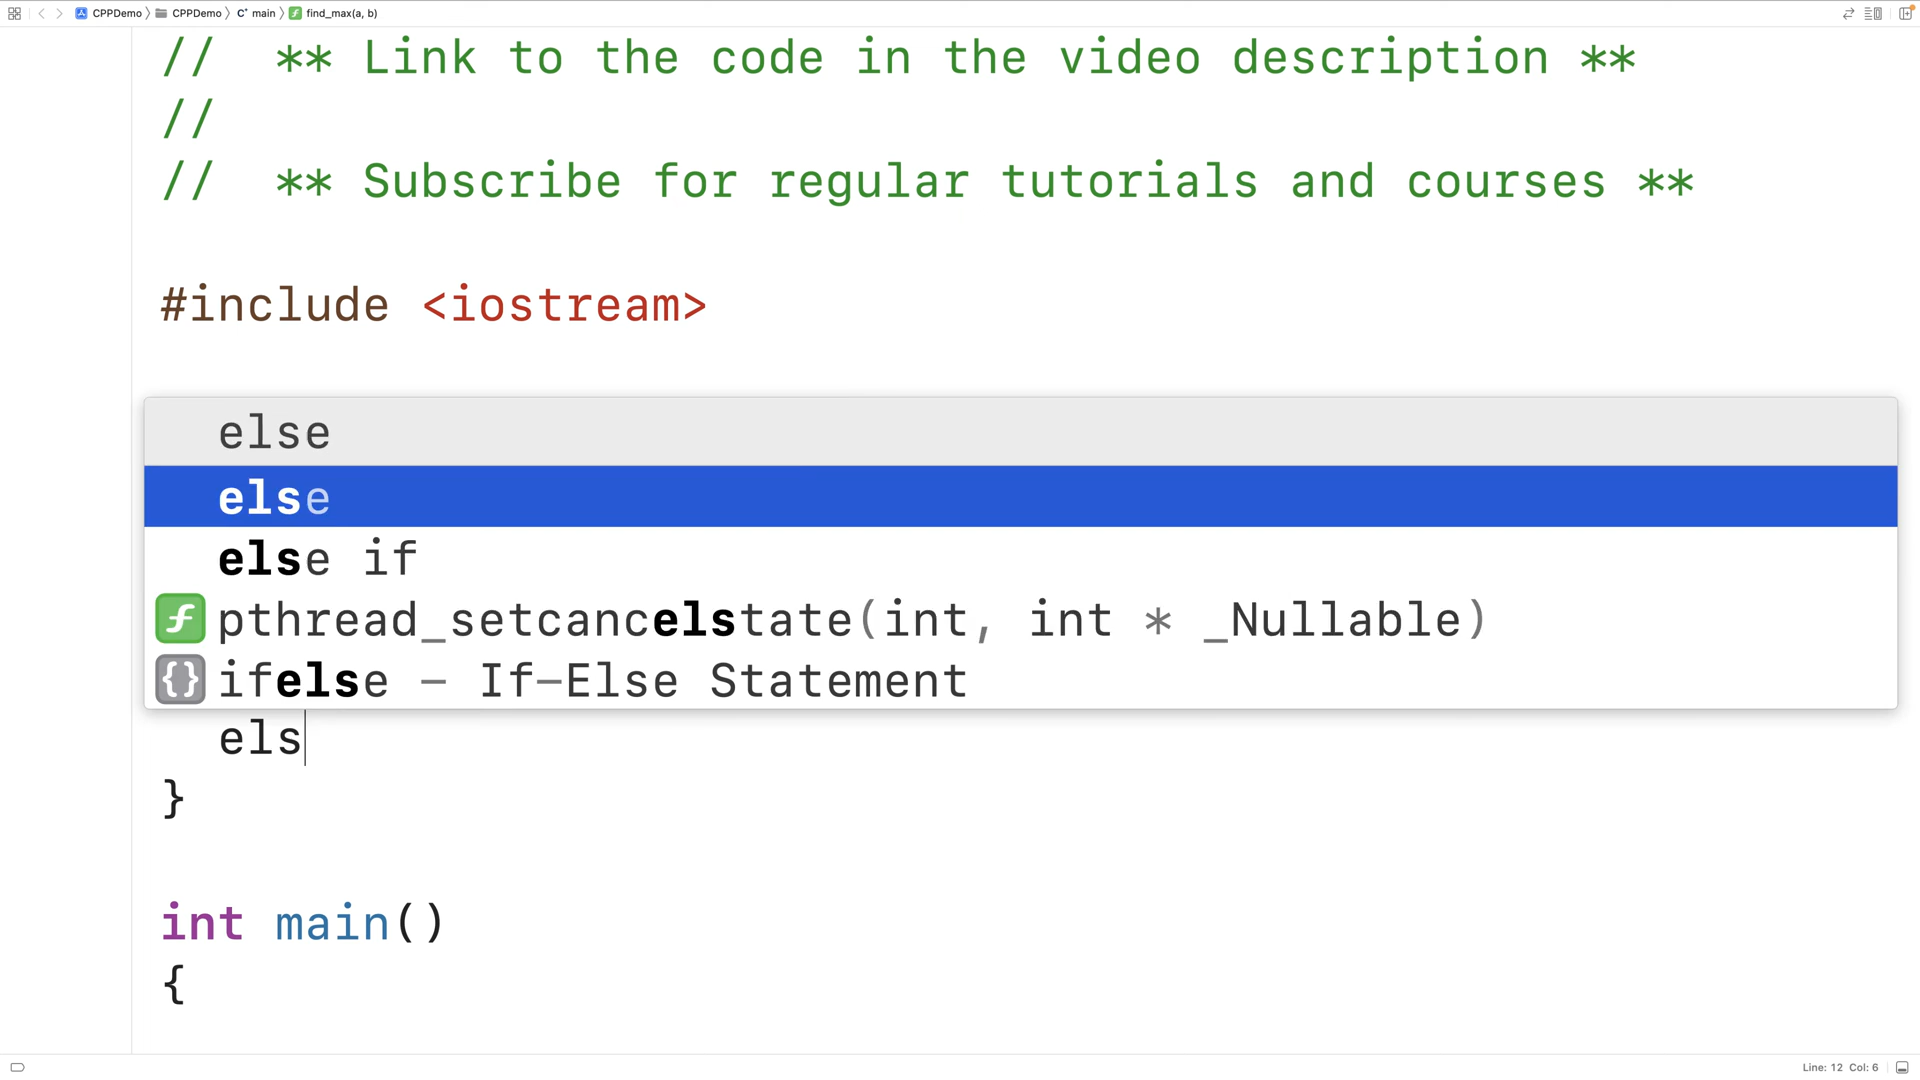 CPPDemo 〉 CPPDemo 〉 C⁺ main 〉 f find_max(a, b)
//  ** Link to the code in the video description **
//
//  ** Subscribe for regular tutorials and courses **
#include <iostream>
else
else
else if
f pthread_setcancelstate(int, int * _Nullable)
{} ifelse — If-Else Statement
els
}
int main()
{
Line: 12 Col: 6